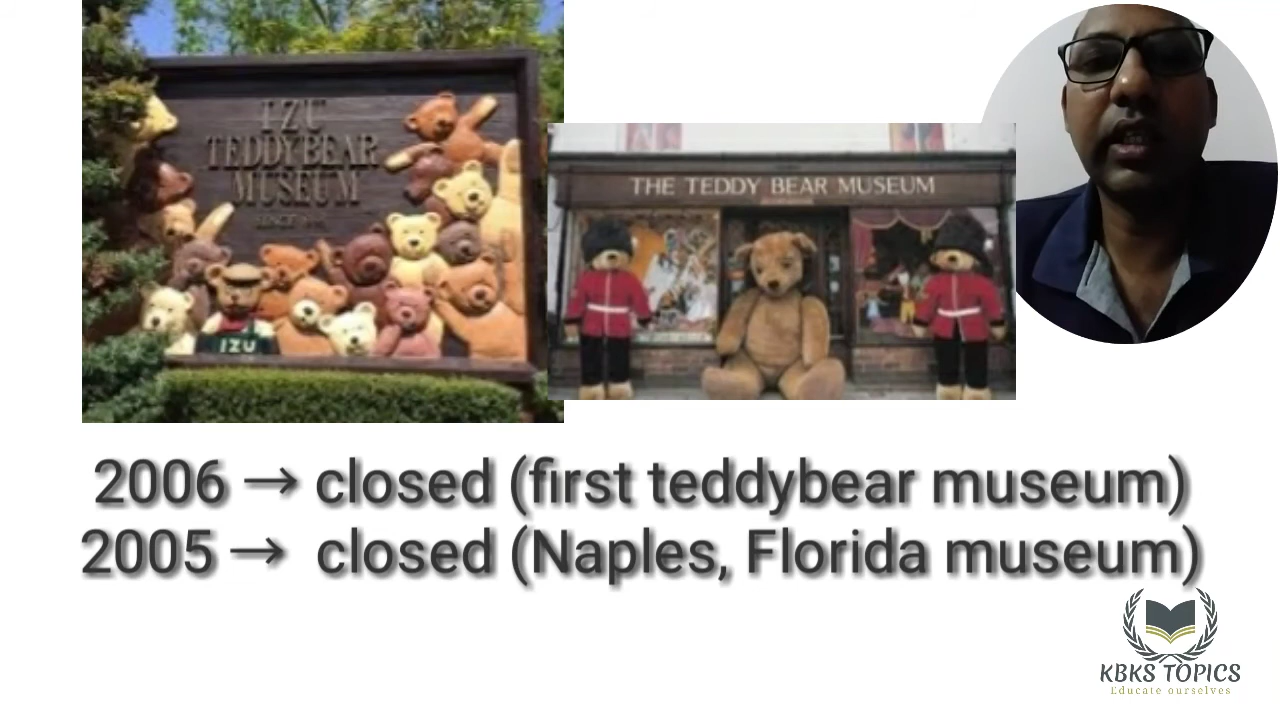 IZU
TEDDYBEAR
MUSEUM
IZU
THE TEDDY BEAR MUSEUM
2006 → closed (first teddybear museum)
2005 → closed (Naples, Florida museum)
KBKS TOPICS
Educate ourselves